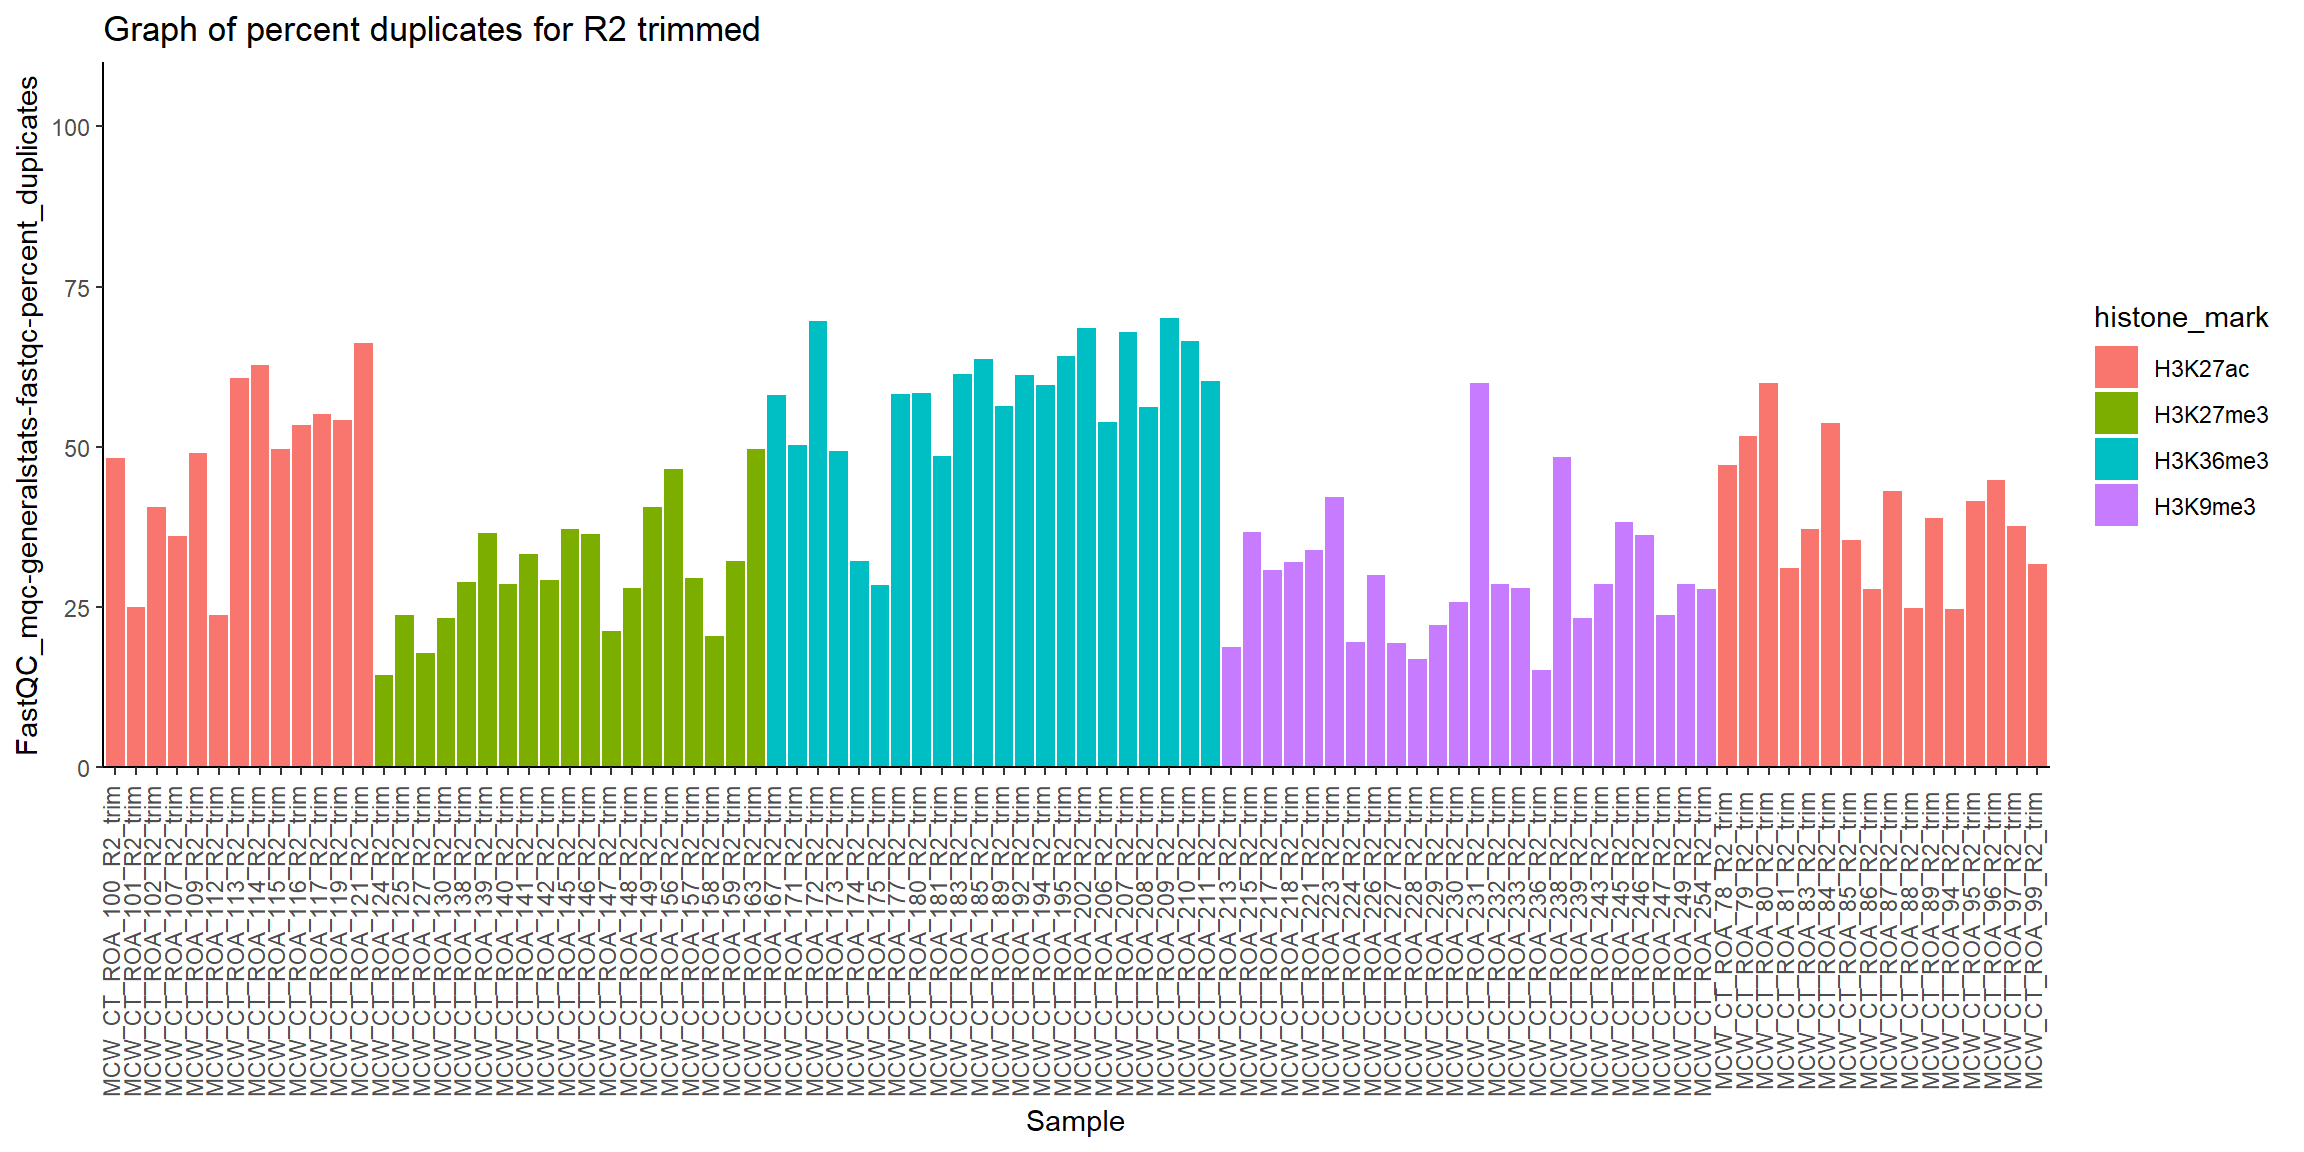 Graph of percent duplicates for R2 trimmed
FastQC_mqc-generalstats-fastqc-percent_duplicates
100
75
50
25
0
MCW_CT_ROA_100_R2_trim
MCW_CT_ROA_101_R2_trim
MCW_CT_ROA_102_R2_trim
MCW_CT_ROA_107_R2_trim
MCW_CT_ROA_109_R2_trim
MCW_CT_ROA_112_R2_trim
MCW_CT_ROA_113_R2_trim
MCW_CT_ROA_114_R2_trim
MCW_CT_ROA_115_R2_trim
MCW_CT_ROA_116_R2_trim
MCW_CT_ROA_117_R2_trim
MCW_CT_ROA_119_R2_trim
MCW_CT_ROA_121_R2_trim
MCW_CT_ROA_124_R2_trim
MCW_CT_ROA_125_R2_trim
MCW_CT_ROA_127_R2_trim
MCW_CT_ROA_130_R2_trim
MCW_CT_ROA_138_R2_trim
MCW_CT_ROA_139_R2_trim
MCW_CT_ROA_140_R2_trim
MCW_CT_ROA_141_R2_trim
MCW_CT_ROA_142_R2_trim
MCW_CT_ROA_145_R2_trim
MCW_CT_ROA_146_R2_trim
MCW_CT_ROA_147_R2_trim
MCW_CT_ROA_148_R2_trim
MCW_CT_ROA_149_R2_trim
MCW_CT_ROA_156_R2_trim
MCW_CT_ROA_157_R2_trim
MCW_CT_ROA_158_R2_trim
MCW_CT_ROA_159_R2_trim
MCW_CT_ROA_163_R2_trim
MCW_CT_ROA_167_R2_trim
MCW_CT_ROA_171_R2_trim
MCW_CT_ROA_172_R2_trim
MCW_CT_ROA_173_R2_trim
MCW_CT_ROA_174_R2_trim
MCW_CT_ROA_175_R2_trim
MCW_CT_ROA_177_R2_trim
MCW_CT_ROA_180_R2_trim
MCW_CT_ROA_181_R2_trim
MCW_CT_ROA_183_R2_trim
MCW_CT_ROA_185_R2_trim
MCW_CT_ROA_189_R2_trim
MCW_CT_ROA_192_R2_trim
MCW_CT_ROA_194_R2_trim
MCW_CT_ROA_195_R2_trim
MCW_CT_ROA_202_R2_trim
MCW_CT_ROA_206_R2_trim
MCW_CT_ROA_207_R2_trim
MCW_CT_ROA_208_R2_trim
MCW_CT_ROA_209_R2_trim
MCW_CT_ROA_210_R2_trim
MCW_CT_ROA_211_R2_trim
MCW_CT_ROA_213_R2_trim
MCW_CT_ROA_215_R2_trim
MCW_CT_ROA_217_R2_trim
MCW_CT_ROA_218_R2_trim
MCW_CT_ROA_221_R2_trim
MCW_CT_ROA_223_R2_trim
MCW_CT_ROA_224_R2_trim
MCW_CT_ROA_226_R2_trim
MCW_CT_ROA_227_R2_trim
MCW_CT_ROA_228_R2_trim
MCW_CT_ROA_229_R2_trim
MCW_CT_ROA_230_R2_trim
MCW_CT_ROA_231_R2_trim
MCW_CT_ROA_232_R2_trim
MCW_CT_ROA_233_R2_trim
MCW_CT_ROA_236_R2_trim
MCW_CT_ROA_238_R2_trim
MCW_CT_ROA_239_R2_trim
MCW_CT_ROA_243_R2_trim
MCW_CT_ROA_245_R2_trim
MCW_CT_ROA_246_R2_trim
MCW_CT_ROA_247_R2_trim
MCW_CT_ROA_249_R2_trim
MCW_CT_ROA_254_R2_trim
MCW_CT_ROA_78_R2_trim
MCW_CT_ROA_79_R2_trim
MCW_CT_ROA_80_R2_trim
MCW_CT_ROA_81_R2_trim
MCW_CT_ROA_83_R2_trim
MCW_CT_ROA_84_R2_trim
MCW_CT_ROA_85_R2_trim
MCW_CT_ROA_86_R2_trim
MCW_CT_ROA_87_R2_trim
MCW_CT_ROA_88_R2_trim
MCW_CT_ROA_89_R2_trim
MCW_CT_ROA_94_R2_trim
MCW_CT_ROA_95_R2_trim
MCW_CT_ROA_96_R2_trim
MCW_CT_ROA_97_R2_trim
MCW_CT_ROA_99_R2_trim
Sample
histone_mark
H3K27ac
H3K27me3
H3K36me3
H3K9me3